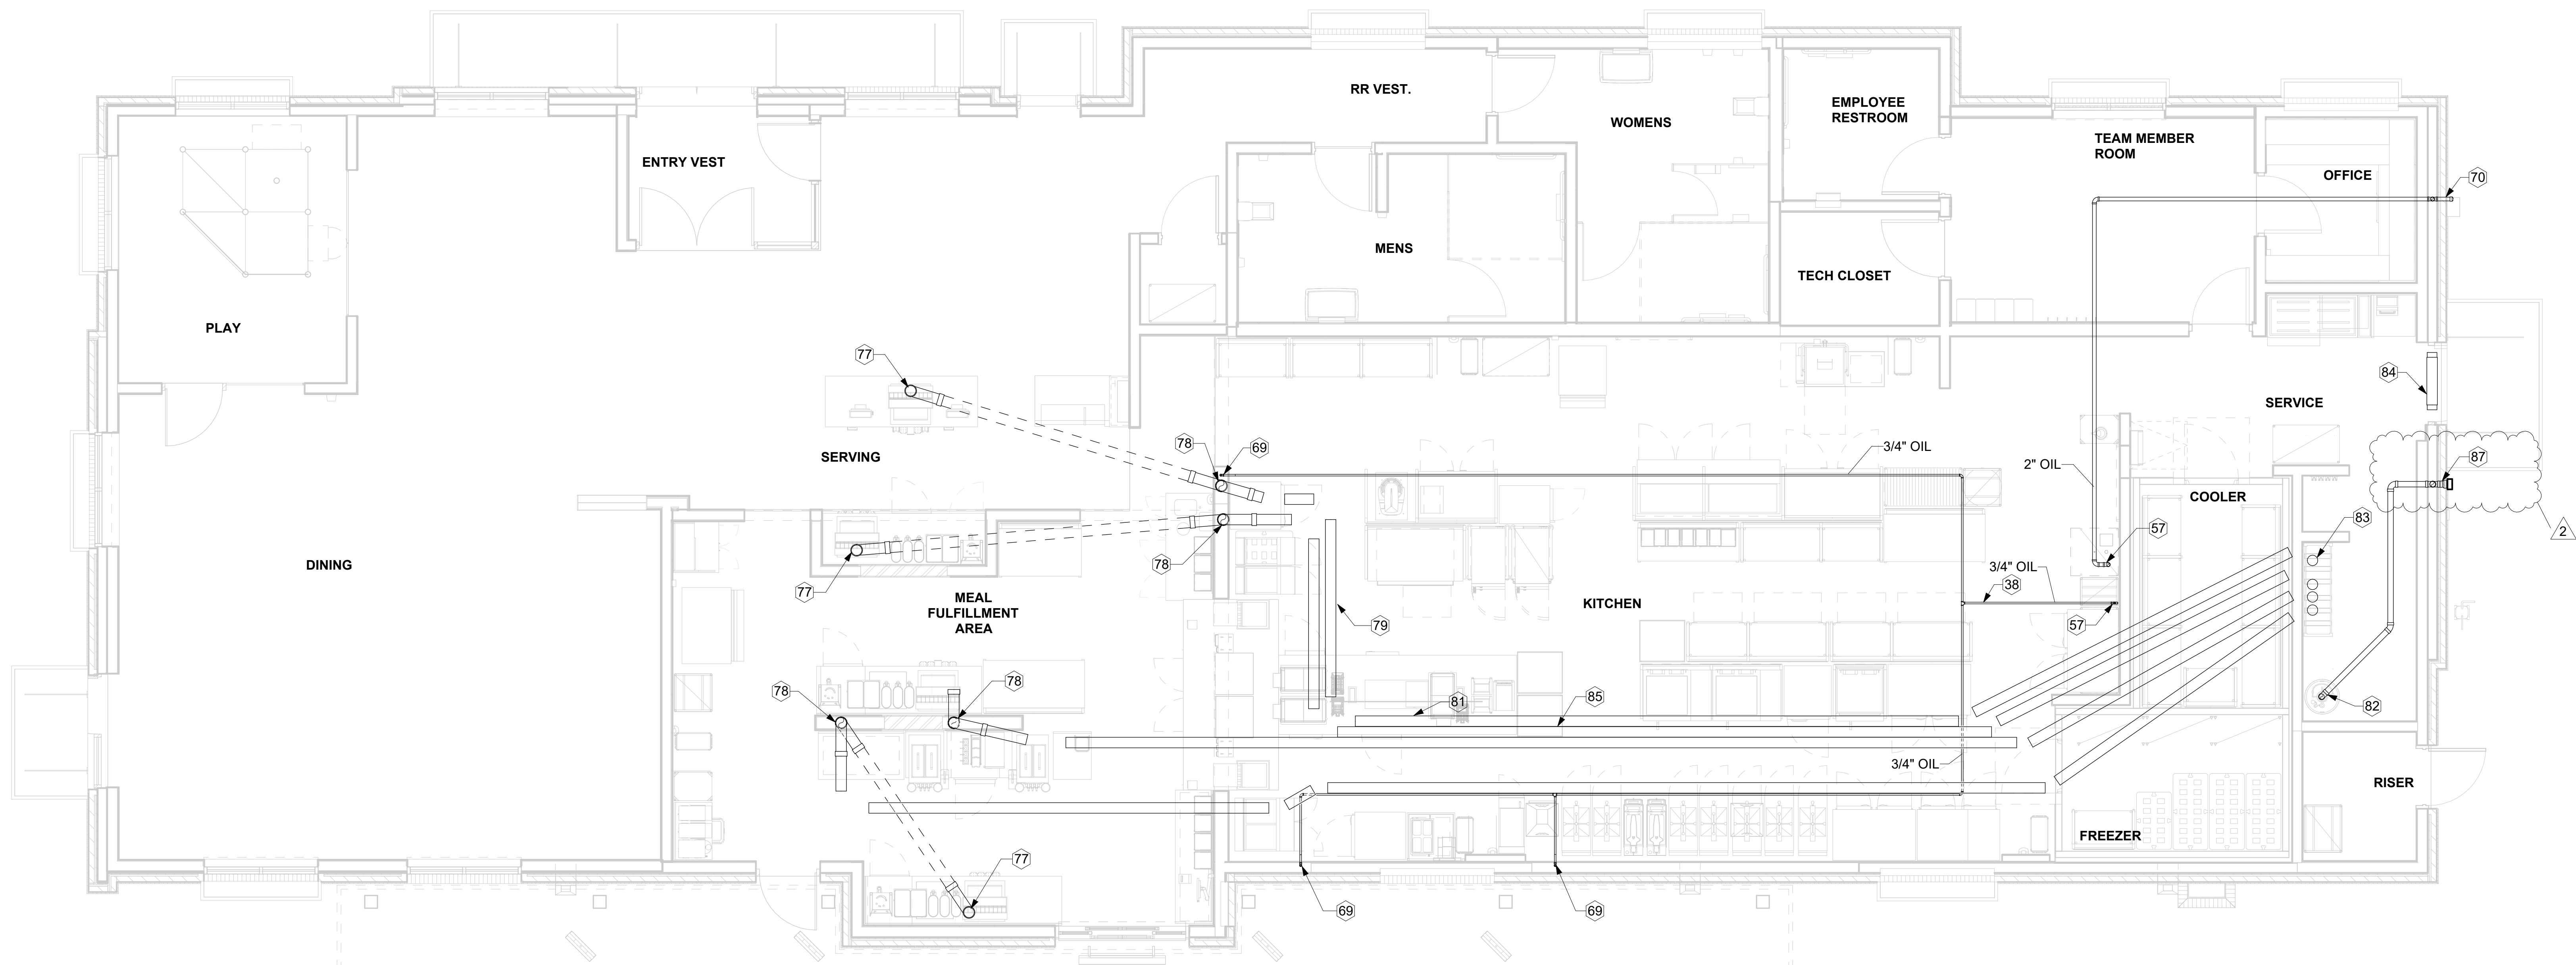 RR VEST.
EMPLOYEE
RESTROOM
WOMENS
TEAM MEMBER
ROOM
ENTRY VEST
OFFICE
70
MENS
TECH CLOSET
PLAY
77
84
SERVICE
78
69
3/4" OIL
SERVING
2" OIL
87
COOLER
83
2
57
78
DINING
3/4" OIL
38
77
MEAL
FULFILLMENT
AREA
KITCHEN
79
57
78
78
81
85
82
3/4" OIL
RISER
FREEZER
77
69
69